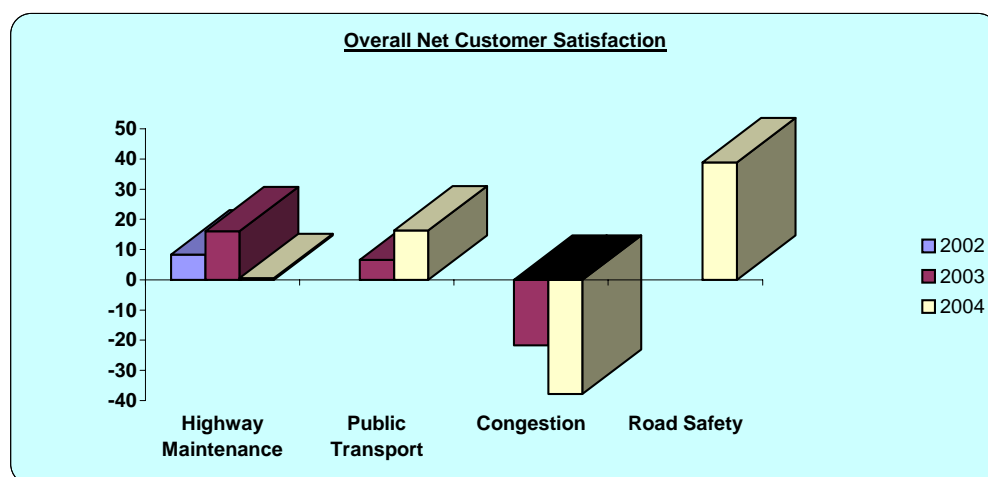 Overall Net Customer Satisfaction
50
40
30
20
10
0
-10
-20
-30
-40
Highway
Maintenance
Public
Transport
Congestion
Road Safety
2002
2003
2004